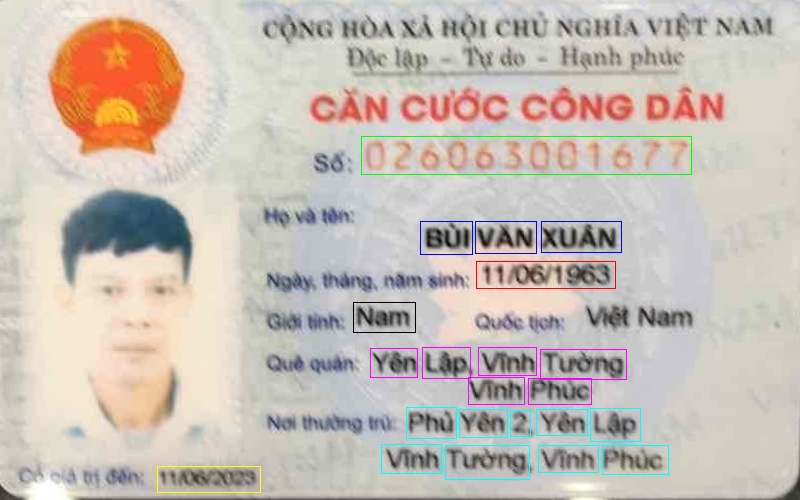 CỘNG HÒA XÃ HỘI CHỦ NGHĨA VIỆT NAM
Độc lập - Tự do - Hạnh phúc
CĂN CƯỚC CÔNG DÂN
Số: 026063001677
Họ và tên:
BÙI VĂN XUÂN
Ngày, tháng, năm sinh: 11/06/1963
Giới tính: Nam Quốc tịch: Việt Nam
Quê quán: Yên Lập, Vĩnh Tường
Vĩnh Phúc
Nơi thường trú: Phủ Yên 2, Yên Lập
Vĩnh Tường, Vĩnh Phúc
Có giá trị đến: 11/06/2023